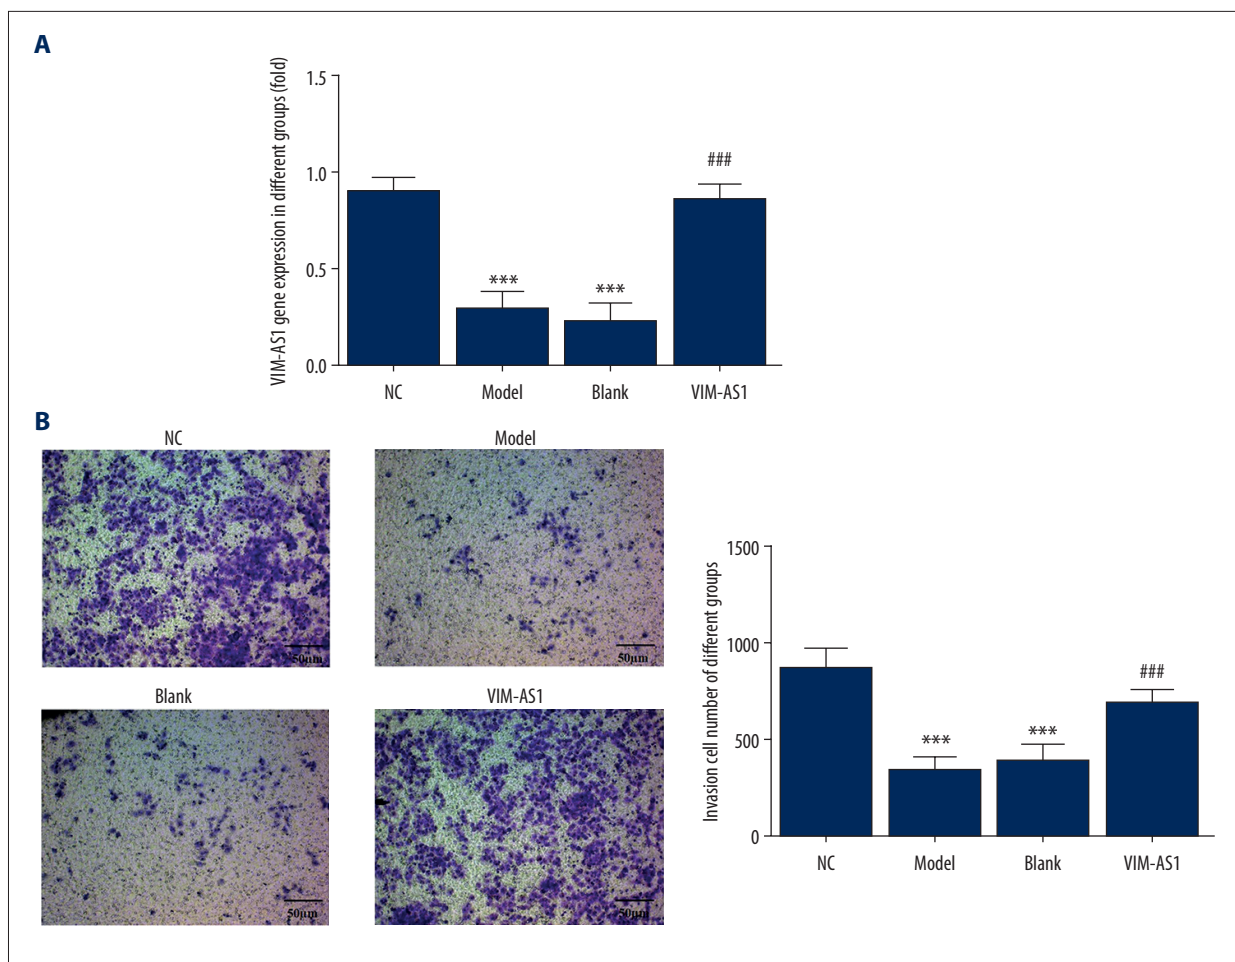 A
VIM-AS1 gene expression in different groups (fold)
1.5
1.0
0.5
0.0
***
***
###
NC
Model
Blank
VIM-AS1
B
NC
Model
50µm
50µm
Blank
VIM-AS1
50µm
50µm
Invasion cell number of different groups
1500
1000
500
0
***
***
###
NC
Model
Blank
VIM-AS1